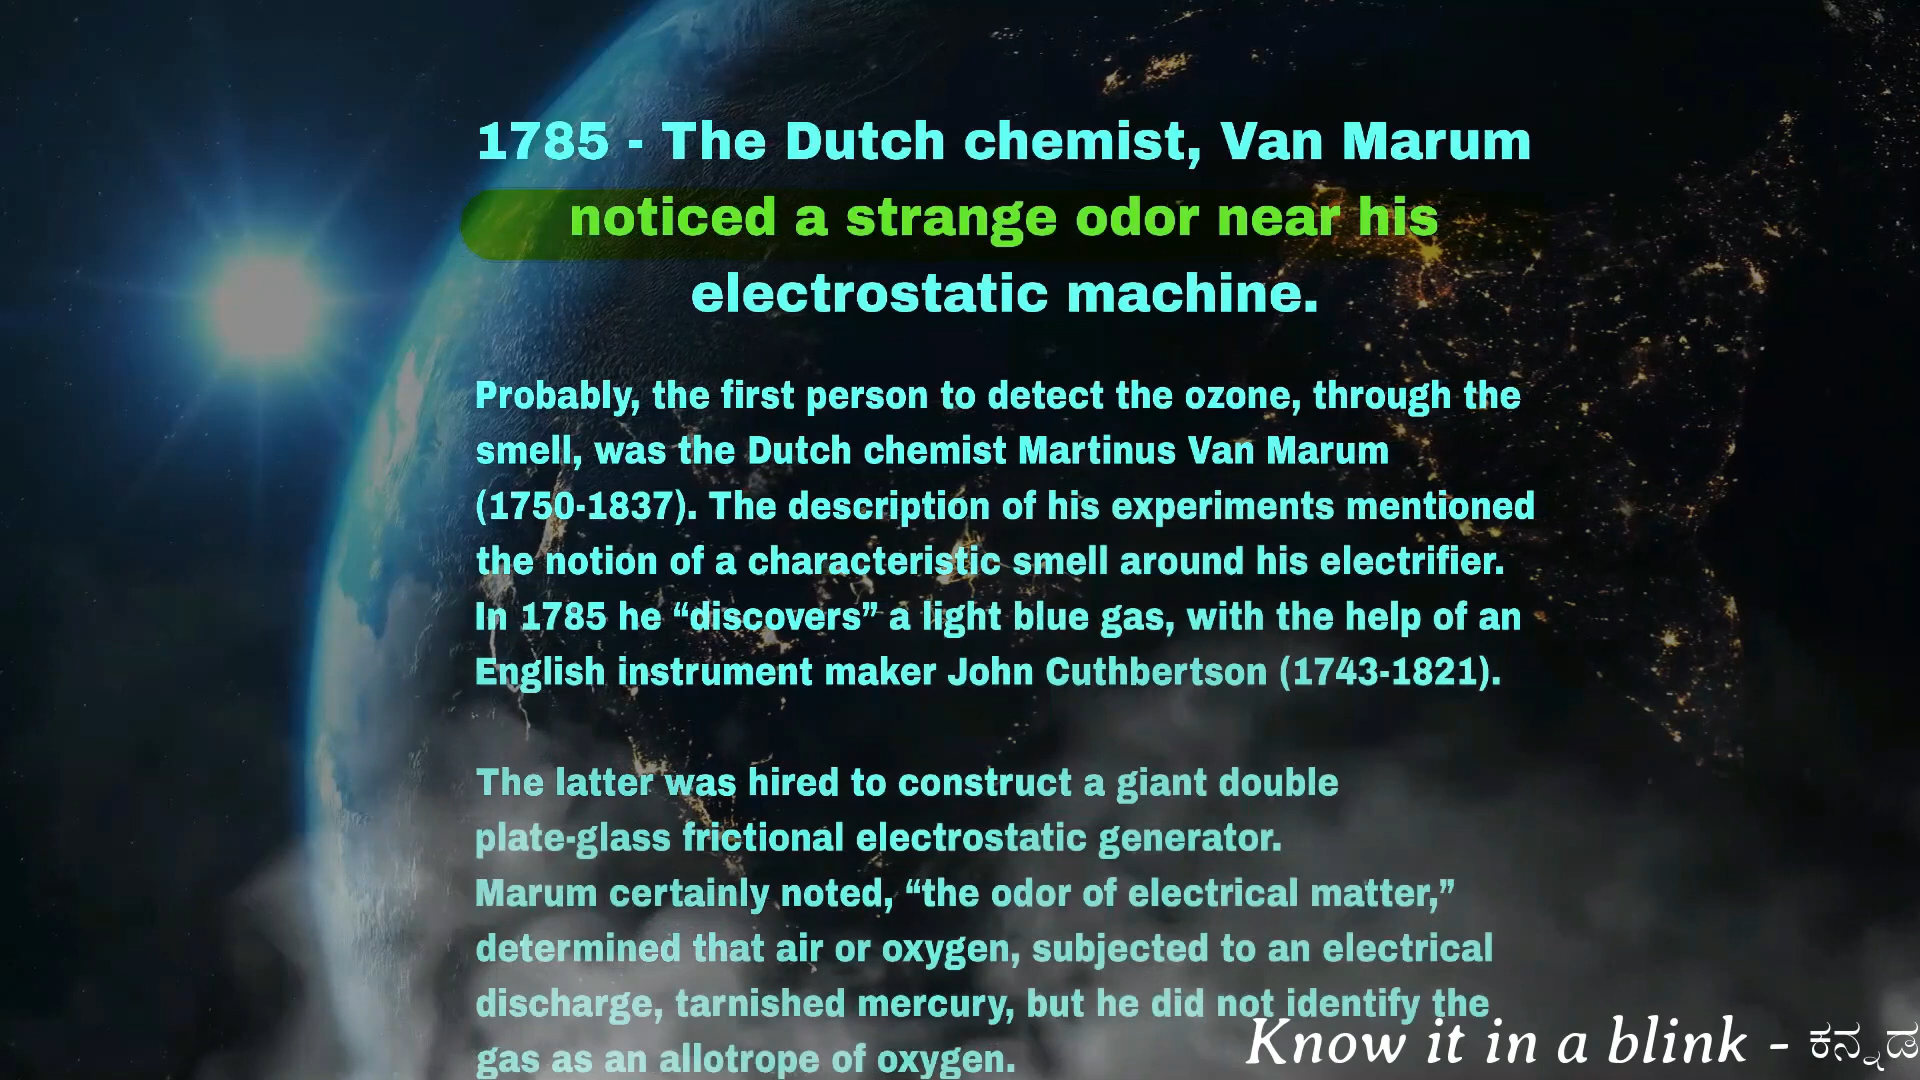 1785 - The Dutch chemist, Van Marum
noticed a strange odor near his
electrostatic machine.
Probably, the first person to detect the ozone, through the
smell, was the Dutch chemist Martinus Van Marum
(1750-1837). The description of his experiments mentioned
the notion of a characteristic smell around his electrifier.
In 1785 he “discovers” a light blue gas, with the help of an
English instrument maker John Cuthbertson (1743-1821).
The latter was hired to construct a giant double
plate-glass frictional electrostatic generator.
Marum certainly noted, “the odor of electrical matter,”
determined that air or oxygen, subjected to an electrical
discharge, tarnished mercury, but he did not identify the
gas as an allotrope of oxygen.
Know it in a blink - ಕನ್ನಡ